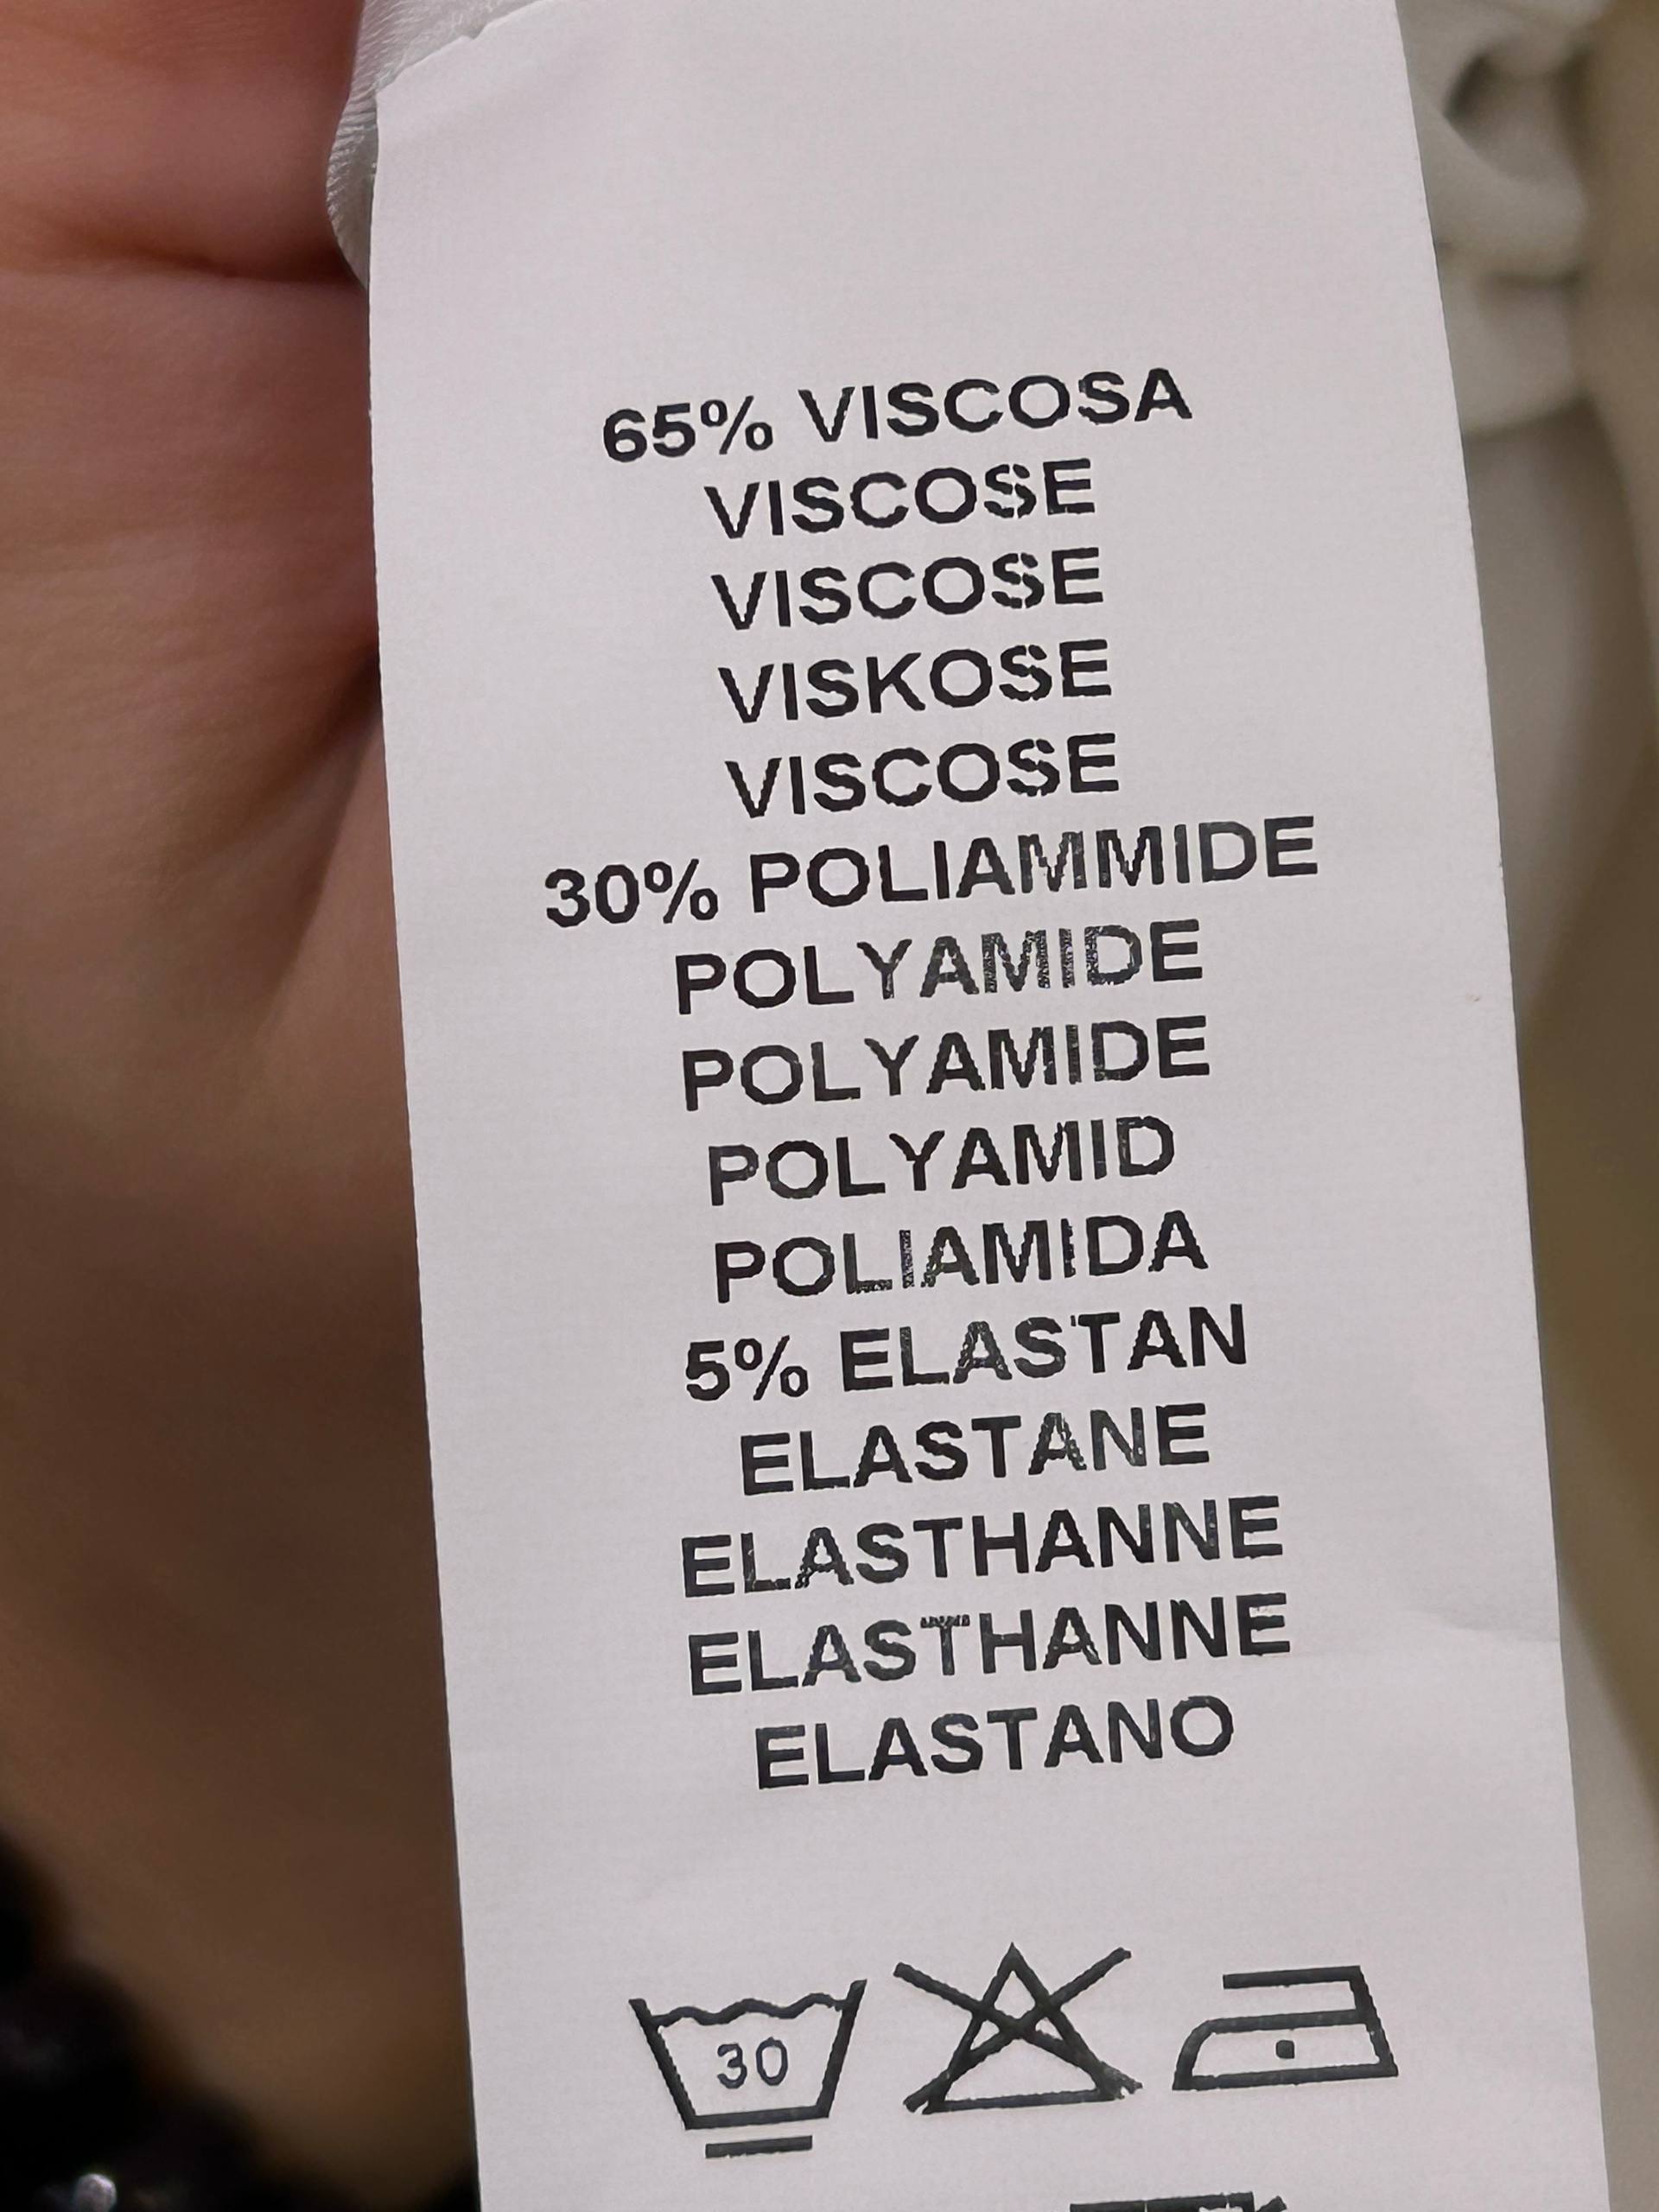 65% VISCOSA
VISCOSE
VISCOSE
VISKOSE
VISCOSE
30% POLIAMMIDE
POLYAMIDE
POLYAMIDE
POLYAMID
POLIAMIDA
5% ELASTAN
ELASTANE
ELASTHANNE
ELASTHANNE
ELASTANO
30